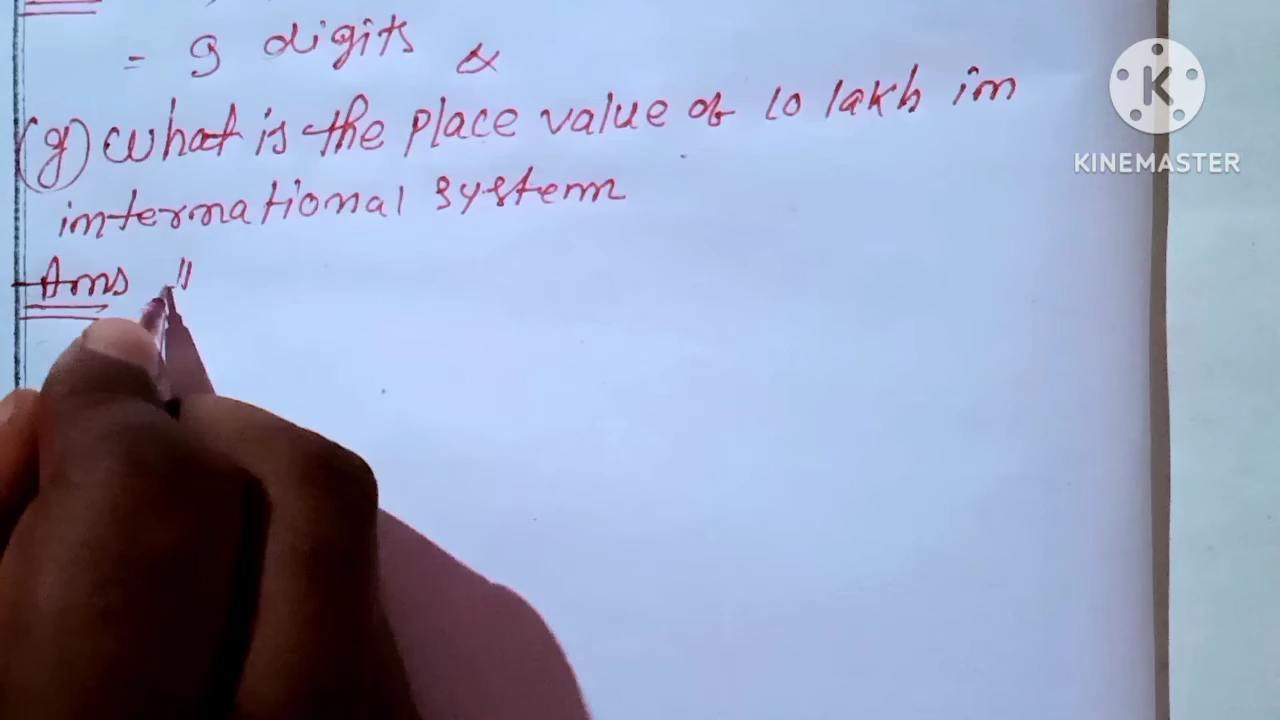 = 9 digits &
(g) What is the place value of 10 lakh in
international system
Ans "
K
KINEMASTER